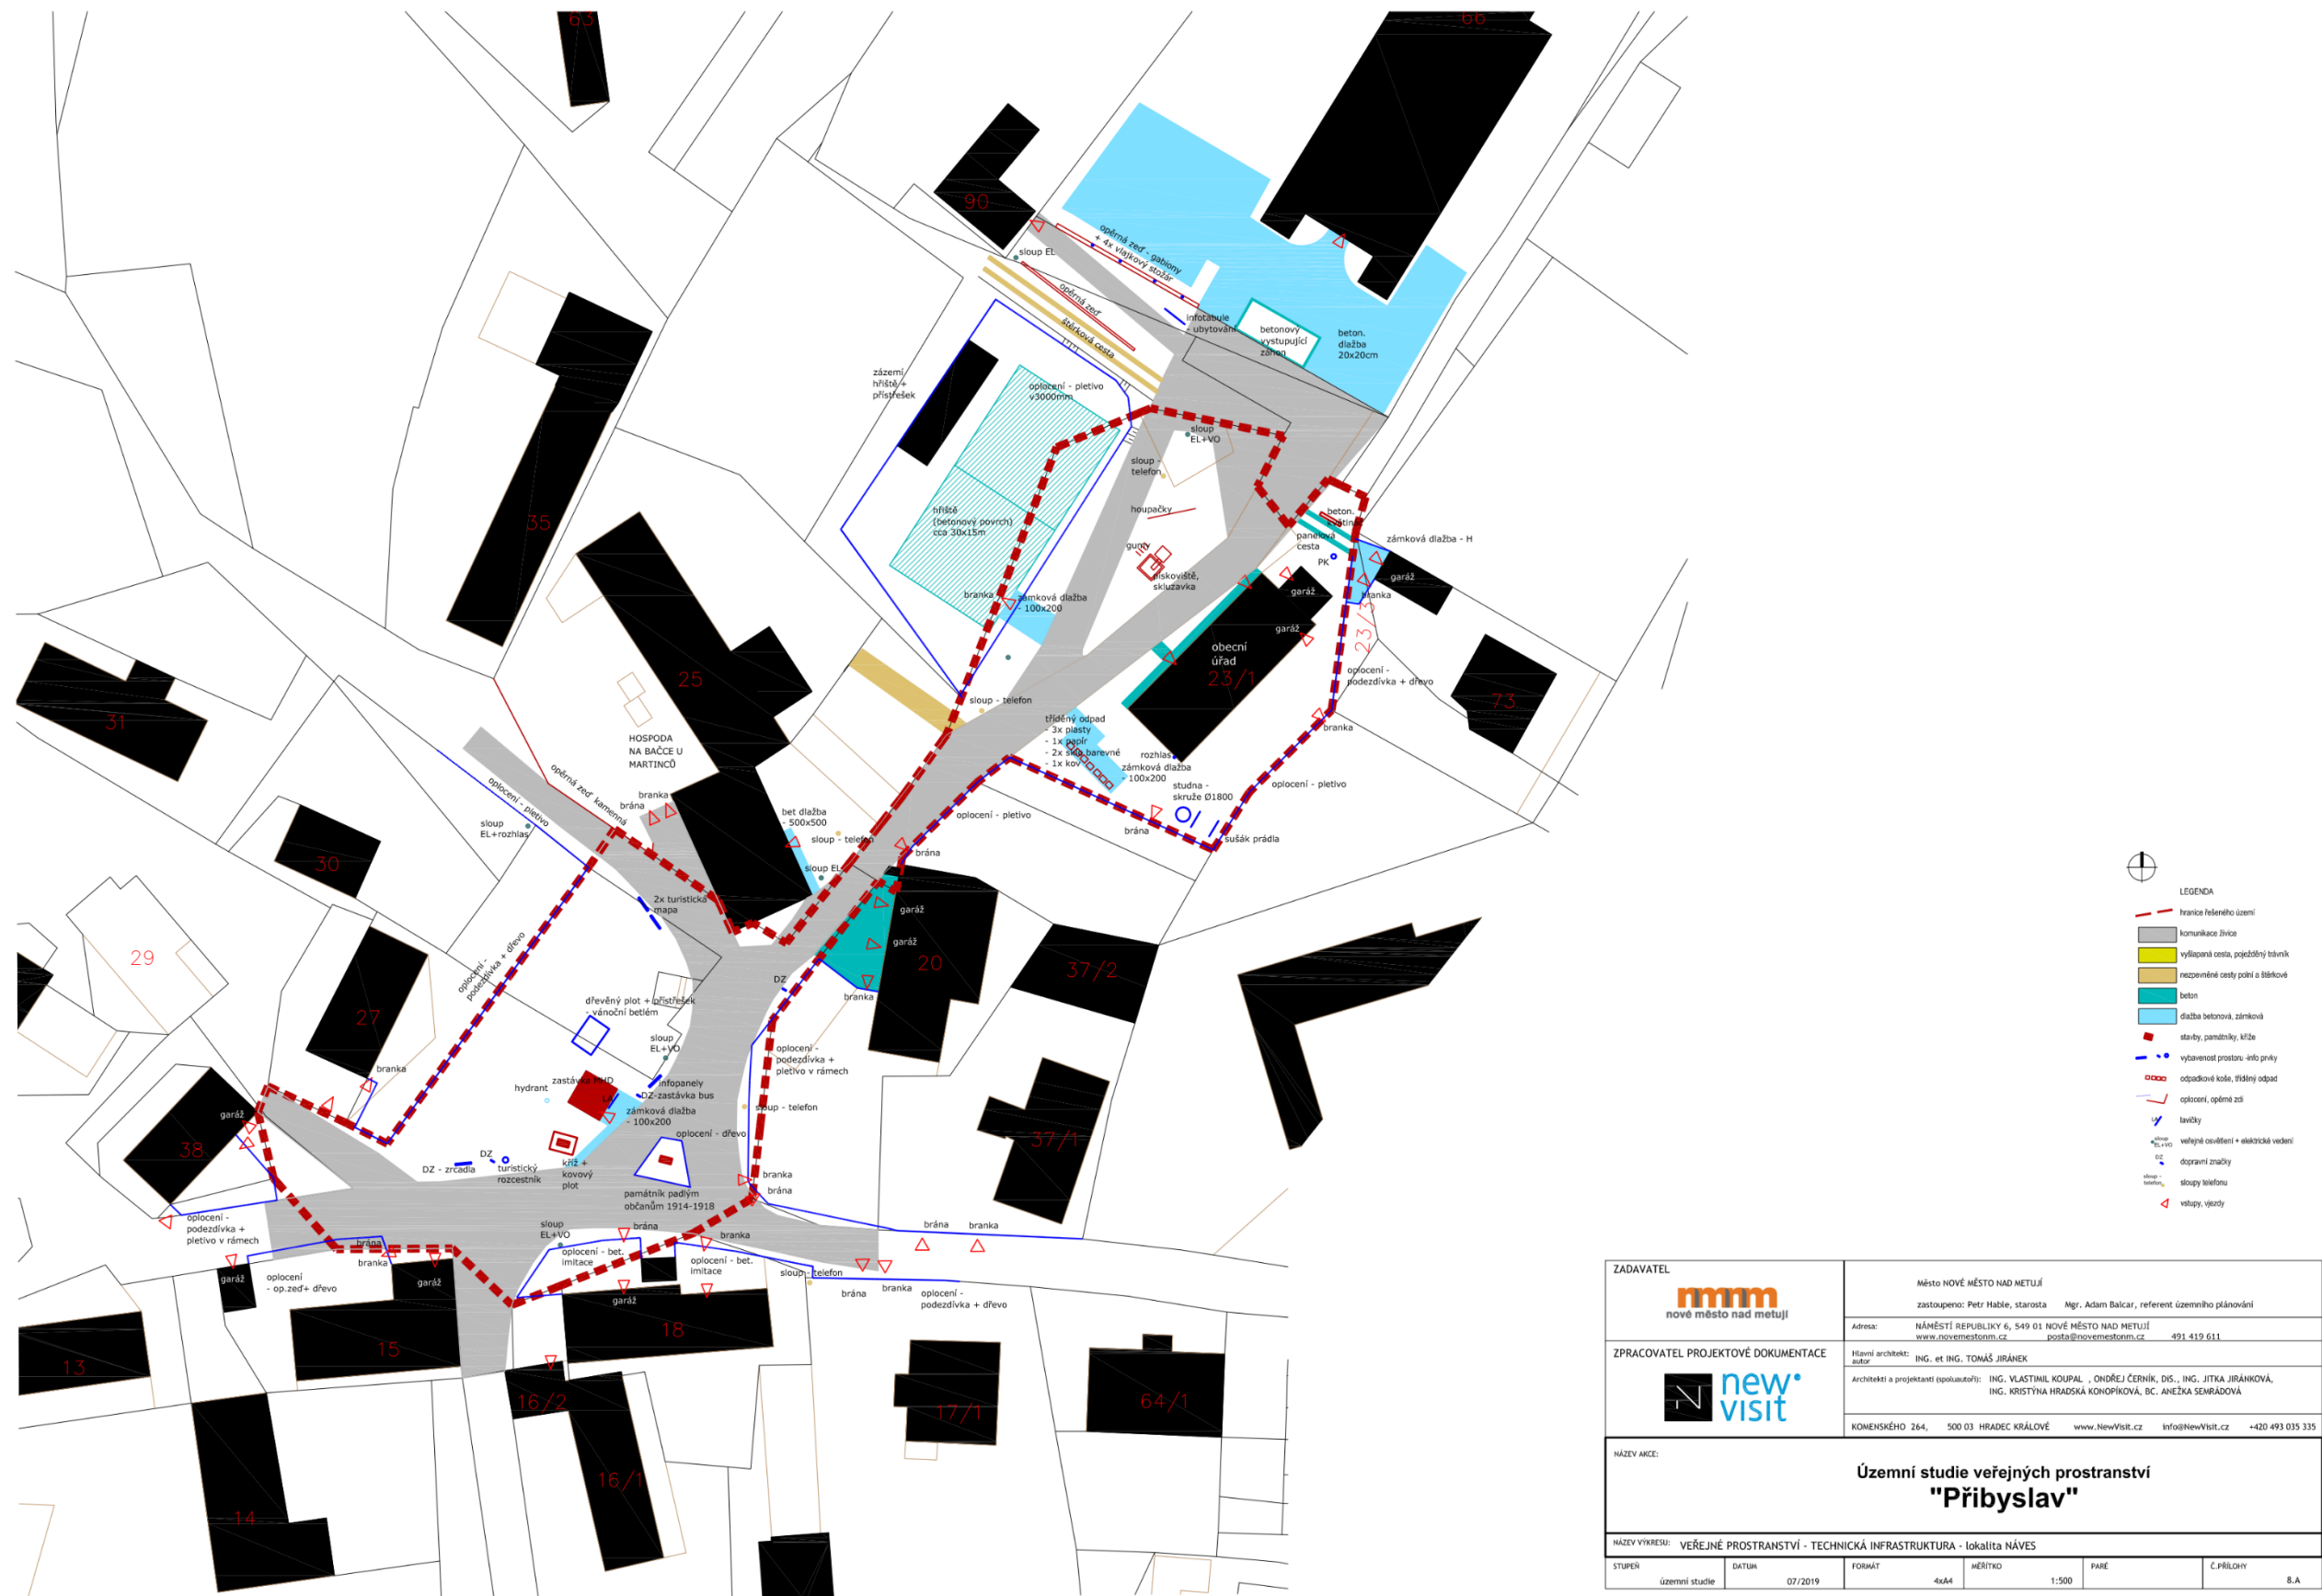 63
66
90
sloup EL
opěrná zeď - gabiony
+ 4x vlajkový stožár
opěrná zeď
štěrková cesta
infotabule
- ubytování
betonový
vystupující
záhon
beton.
dlažba
20x20cm
zázemí
hřiště +
přístřešek
oplocení - pletivo
v3000mm
sloup
EL+VO
sloup -
telefon
35
hřiště
(betonový povrch)
cca 30x15m
houpačky
gumy
pískoviště,
skluzavka
beton.
květináč
panelová
cesta
PK
zámková dlažba - H
garáž
branka
garáž
garáž
23/3
branka
zámková dlažba
- 100x200
obecní
úřad
23/1
oplocení -
podezdívka + dřevo
73
25
31
sloup - telefon
branka
tříděný odpad
- 3x plasty
- 1x papír
- 2x sklo barevné
- 1x kov
rozhlas
zámková dlažba
- 100x200
HOSPODA
NA BAČCE U
MARTINCŮ
opěrná zeď kamenná
oplocení - pletivo
branka
brána
studna -
skruže Ø1800
oplocení - pletivo
bet dlažba
- 500x500
sloup - telefon
oplocení - pletivo
brána
sušák prádla
sloup
EL+rozhlas
brána
30
sloup EL
2x turistická
mapa
garáž
garáž
29
20
37/2
oplocení -
podezdívka + dřevo
DZ
branka
27
dřevěný plot + přístřešek
- vánoční betlém
sloup
EL+VO
oplocení -
podezdívka +
pletivo v rámech
branka
hydrant
zastávka MHD
infopanely
LA
DZ-zastávka bus
sloup - telefon
zámková dlažba
- 100x200
garáž
38
oplocení - dřevo
37/1
DZ - zrcadla
DZ
turistický
rozcestník
kříž +
kovový
plot
branka
brána
památník padlým
občanům 1914-1918
oplocení -
podezdívka +
pletivo v rámech
sloup
EL+VO
brána
branka
brána
branka
brána
branka
oplocení - bet.
imitace
oplocení - bet.
imitace
sloup - telefon
garáž
oplocení
- op.zeď+ dřevo
garáž
garáž
brána
branka
oplocení -
podezdívka + dřevo
13
15
18
16/2
17/1
64/1
16/1
14
LEGENDA
hranice řešeného území
komunikace živice
vyšlapaná cesta, pojezděný trávník
nezpevněné cesty polní a štěrkové
beton
dlažba betonová, zámková
stavby, památníky, kříže
vybavenost prostoru -info prvky
odpadkové koše, tříděný odpad
oplocení, opěrné zdi
LA
lavičky
sloup
EL+VO
veřejné osvětlení + elektrické vedení
DZ
dopravní značky
sloup -
telefon
sloupy telefonu
vstupy, vjezdy
ZADAVATEL
nmnm
nové město nad metují
Město NOVÉ MĚSTO NAD METUJÍ
zastoupeno: Petr Hable, starosta Mgr. Adam Balcar, referent územního plánování
Adresa: NÁMĚSTÍ REPUBLIKY 6, 549 01 NOVÉ MĚSTO NAD METUJÍ
www.novemestonm.cz posta@novemestonm.cz 491 419 611
ZPRACOVATEL PROJEKTOVÉ DOKUMENTACE
new visit
Hlavní architekt:
autor
ING. et ING. TOMÁŠ JIRÁNEK
Architekti a projektanti (spoluautoři): ING. VLASTIMIL KOUPAL , ONDŘEJ ČERNÍK, DiS., ING. JITKA JIRÁNKOVÁ,
ING. KRISTÝNA HRADSKÁ KONOPÍKOVÁ, BC. ANEŽKA SEMRÁDOVÁ
KOMENSKÉHO 264, 500 03 HRADEC KRÁLOVÉ www.NewVisit.cz info@NewVisit.cz +420 493 035 335
NÁZEV AKCE:
Územní studie veřejných prostranství
"Přibyslav"
NÁZEV VÝKRESU: VEŘEJNÉ PROSTRANSTVÍ - TECHNICKÁ INFRASTRUKTURA - lokalita NÁVES
STUPEŇ
územní studie
DATUM
07/2019
FORMÁT
4xA4
MĚŘÍTKO
1:500
PARÉ
Č.PŘÍLOHY
8.A